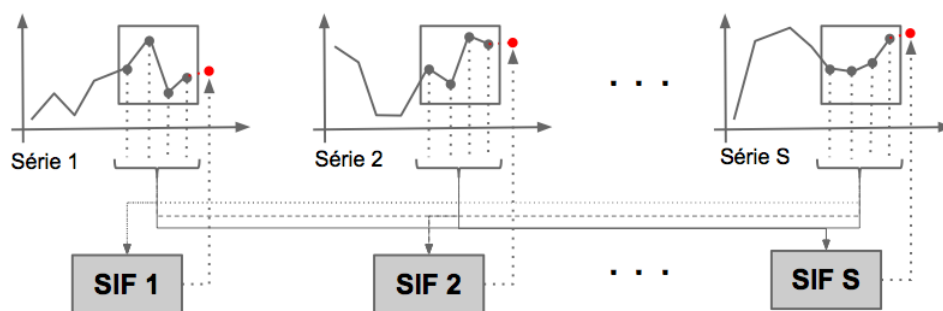 Série 1
Série 2
. . .
Série S
SIF 1
SIF 2
. . .
SIF S